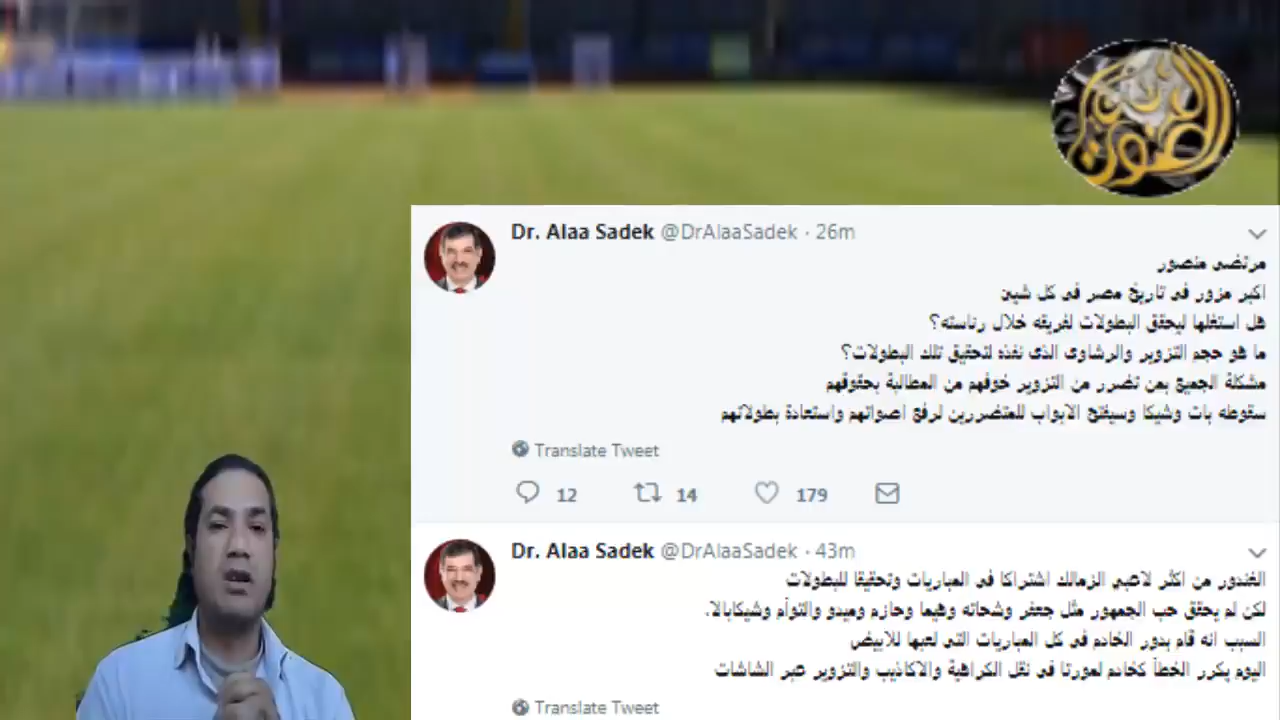 Dr. Alaa Sadek @DrAlaaSadek · 26m
مرتضى منصور
اكبر مزور فى تاريخ مصر فى كل شيئ
هل استغلها ليحقق البطولات لفريقه خلال رئاسته؟
ما هو حجم التزوير والرشاوى الذى نفذه لتحقيق تلك البطولات؟
مشكلة الجميع بمن تضرر من التزوير خوفهم من المطالبة بحقوقهم
سقوطه بات وشيكا وسيفتح الابواب للمتضررين لرفع اصواتهم واستعادة بطولاتهم
Translate Tweet
12 14 179
Dr. Alaa Sadek @DrAlaaSadek · 43m
الغندور من اكثر لاعبي الزمالك اشتراكا فى المباريات وتحقيقا للبطولات
لكن لم يحقق حب الجمهور مثل جعفر وشحاته وهيما وحازم وميدو والتوأم وشيكابالا.
السبب انه قام بدور الخادم فى كل المباريات التى لعبها للابيض
اليوم يكرر الخطأ كخادم لمورتا فى نقل الكراهية والاكاذيب والتزوير عبر الشاشات
Translate Tweet